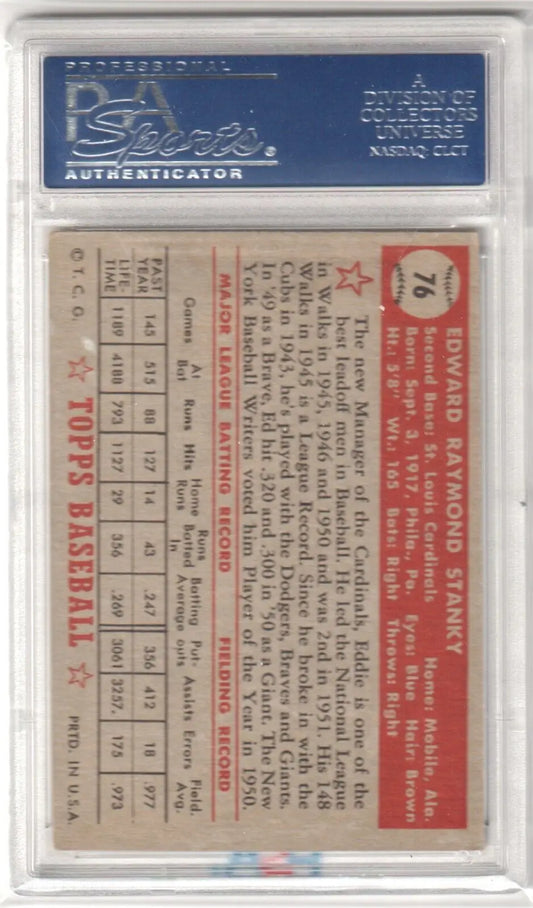 PROFESSIONAL
PSA
Sports
AUTHENTICATOR
A
DIVISION OF
COLLECTORS
UNIVERSE
NASDAQ: CLCT
76
EDWARD RAYMOND STANKY
Second Base: St. Louis Cardinals Home: Mobile, Ala.
Born: Sept. 3, 1917, Phila., Pa. Eyes: Blue Hair: Brown
Ht.: 5'8" Wt.: 165 Bats: Right Throws: Right
The new Manager of the Cardinals, Eddie is one of the
best leadoff men in Baseball. He led the National League
in Walks in 1945, 1946 and 1950 and was 2nd in 1951. His 148
Walks in 1945 is a League Record. Since he broke in with the
Cubs in 1943, he's played with the Dodgers, Braves and Giants.
In '49 as a Brave, Ed hit .320 and .300 in '50 as a Giant. The New
York Baseball Writers voted him Player of the Year in 1950.
MAJOR LEAGUE BATTING RECORD FIELDING RECORD
Games At Bat Runs Hits Home Runs Runs Batted In Batting Average Put-outs Assists Errors Field. Avg.
PAST YEAR 145 515 88 127 14 43 .247 356 412 18 .977
LIFE-TIME 1189 4188 793 1127 29 356 .269 3061 3257. 175 .973
© T. C. G. TOPPS BASEBALL PRTD. IN U.S.A.